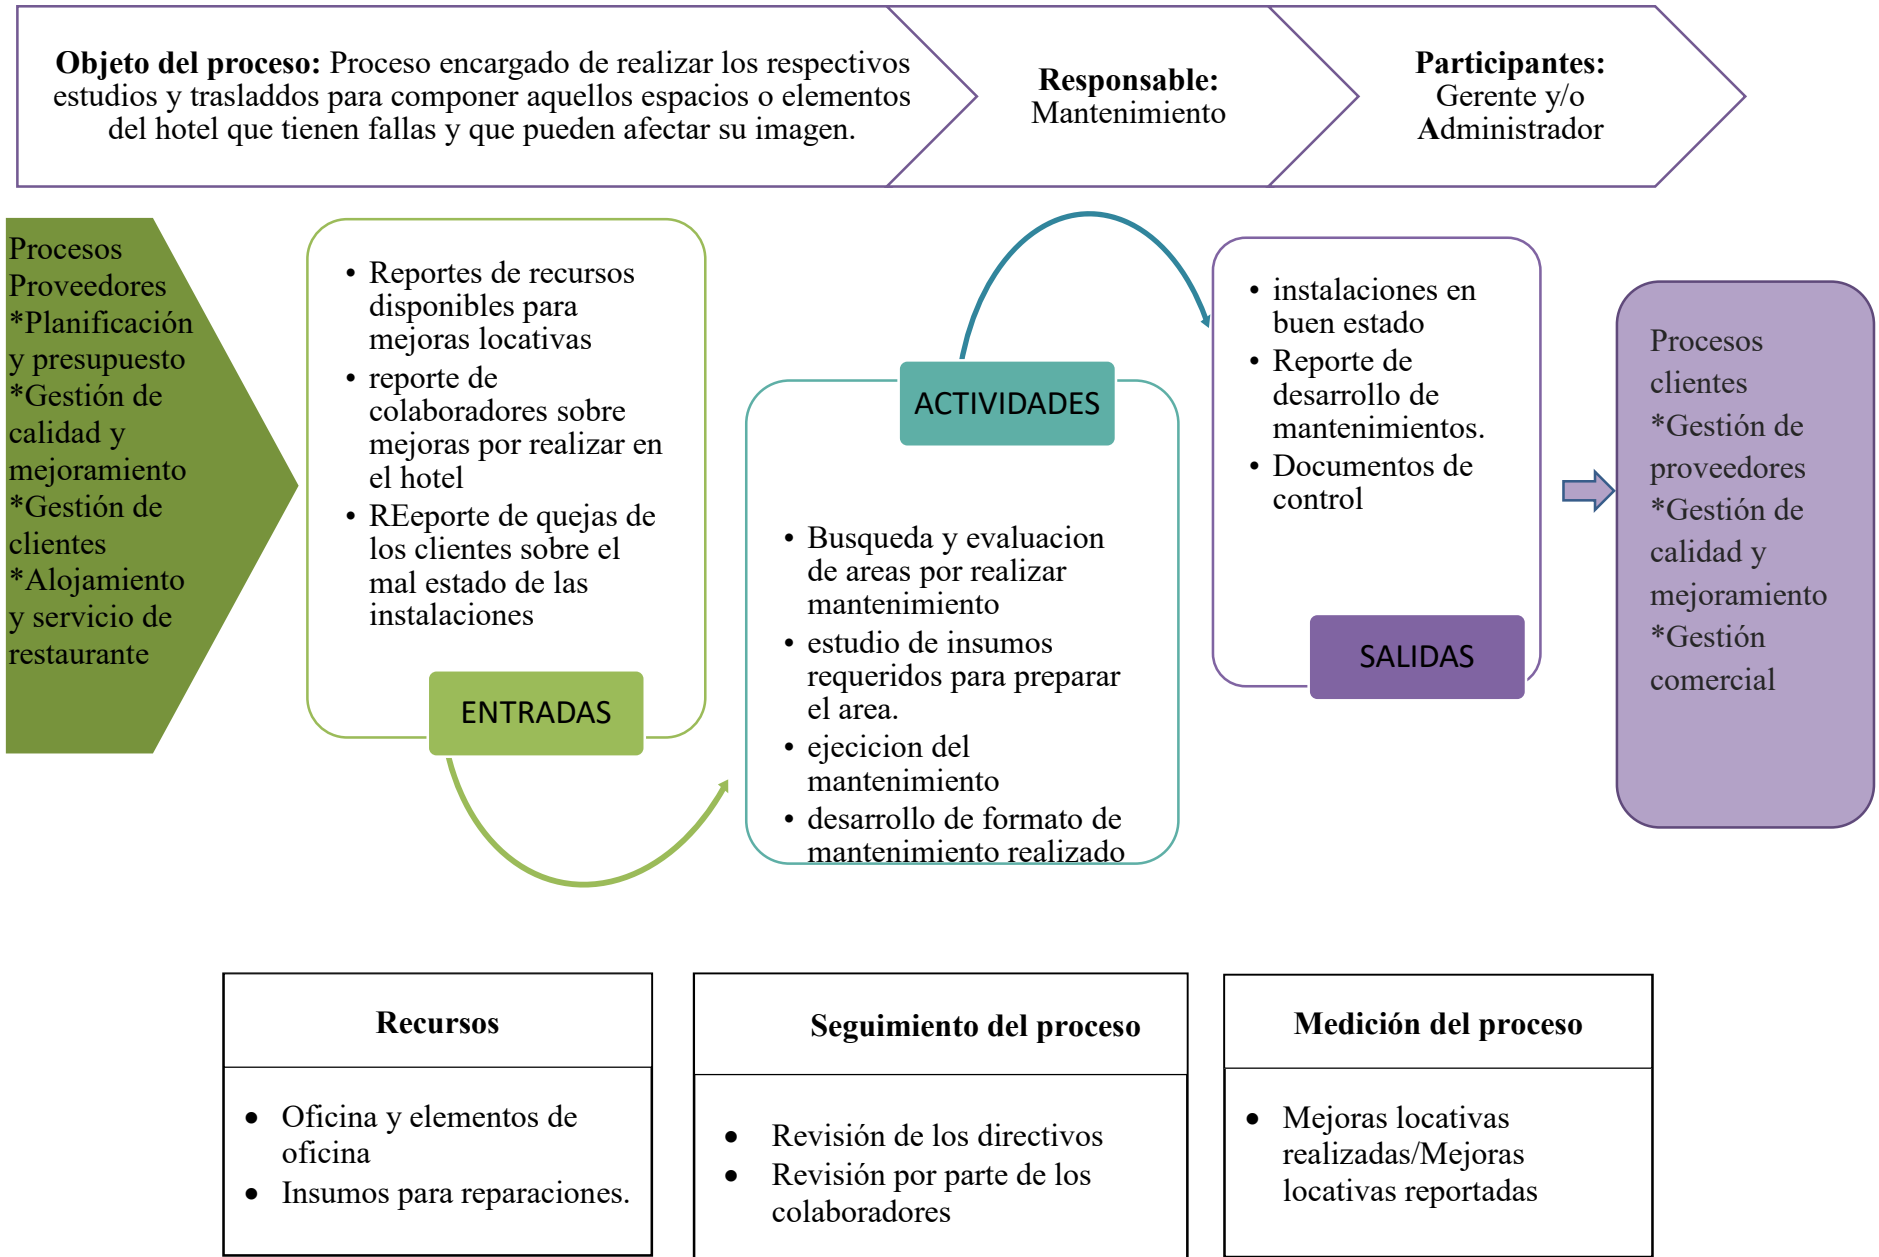 Objeto del proceso: Proceso encargado de realizar los respectivos
estudios y trasladdos para componer aquellos espacios o elementos
del hotel que tienen fallas y que pueden afectar su imagen.
Responsable:
Mantenimiento
Participantes:
Gerente y/o
Administrador
Procesos
Proveedores
*Planificación
y presupuesto
*Gestión de
calidad y
mejoramiento
*Gestión de
clientes
*Alojamiento
y servicio de
restaurante
• Reportes de recursos
disponibles para
mejoras locativas
• reporte de
colaboradores sobre
mejoras por realizar en
el hotel
• REeporte de quejas de
los clientes sobre el
mal estado de las
instalaciones
ENTRADAS
ACTIVIDADES
• Busqueda y evaluacion
de areas por realizar
mantenimiento
• estudio de insumos
requeridos para preparar
el area.
• ejecicion del
mantenimiento
• desarrollo de formato de
mantenimiento realizado
• instalaciones en
buen estado
• Reporte de
desarrollo de
mantenimientos.
• Documentos de
control
SALIDAS
Procesos
clientes
*Gestión de
proveedores
*Gestión de
calidad y
mejoramiento
*Gestión
comercial
Recursos
• Oficina y elementos de
oficina
• Insumos para reparaciones.
Seguimiento del proceso
• Revisión de los directivos
• Revisión por parte de los
colaboradores
Medición del proceso
• Mejoras locativas
realizadas/Mejoras
locativas reportadas